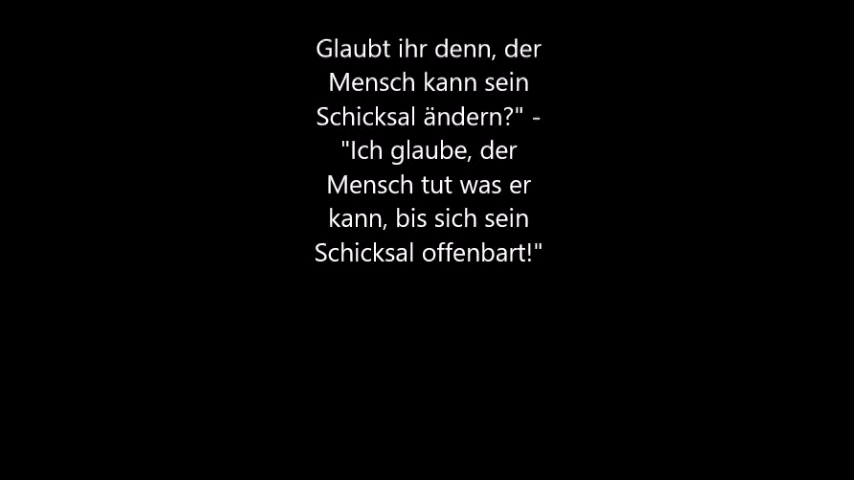 Glaubt ihr denn, der
Mensch kann sein
Schicksal ändern?" -
"Ich glaube, der
Mensch tut was er
kann, bis sich sein
Schicksal offenbart!"